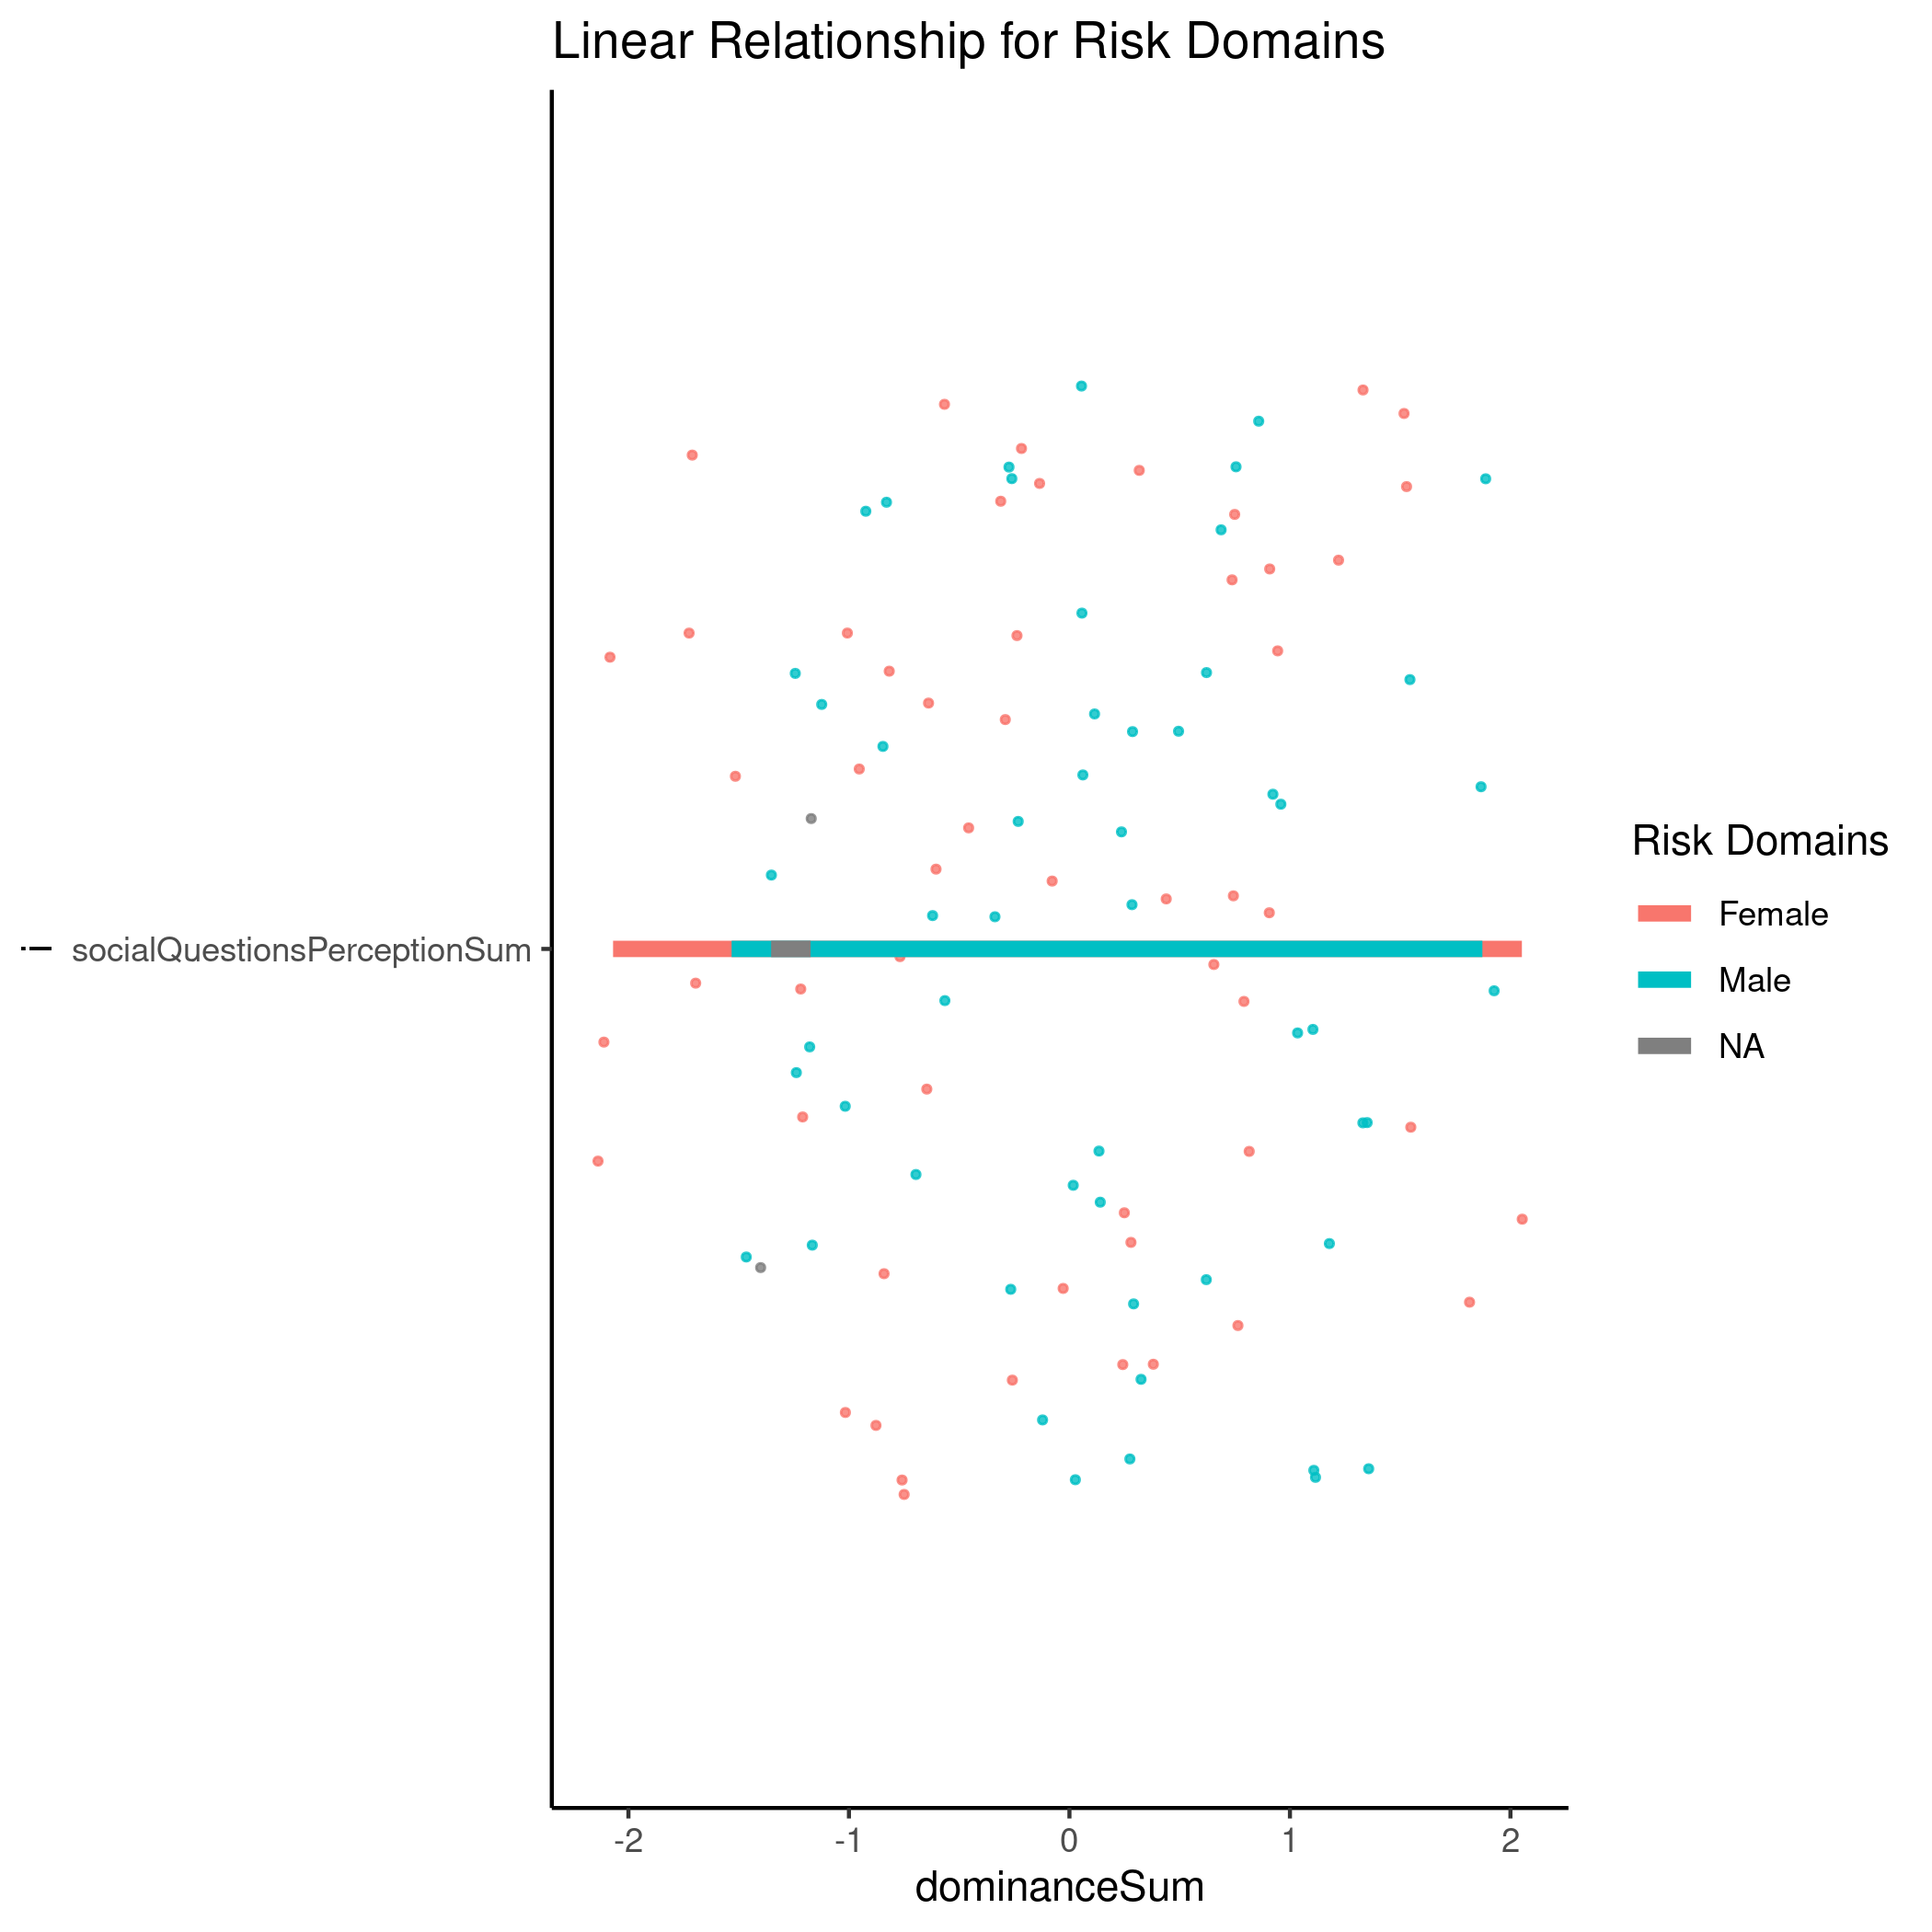 Linear Relationship for Risk Domains
socialQuestionsPerceptionSum
Risk Domains
Female
Male
NA
-2 -1 0 1 2
dominanceSum